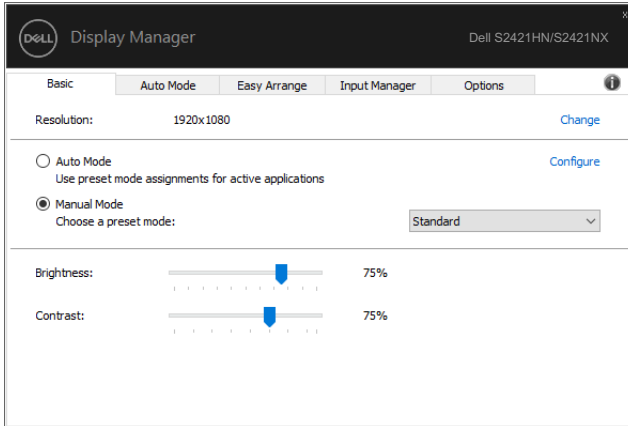 x
DELL Display Manager Dell S2421HN/S2421NX
Basic Auto Mode Easy Arrange Input Manager Options i
Resolution: 1920x1080 Change
Auto Mode Configure
Use preset mode assignments for active applications
Manual Mode
Choose a preset mode: Standard
Brightness: 75%
Contrast: 75%